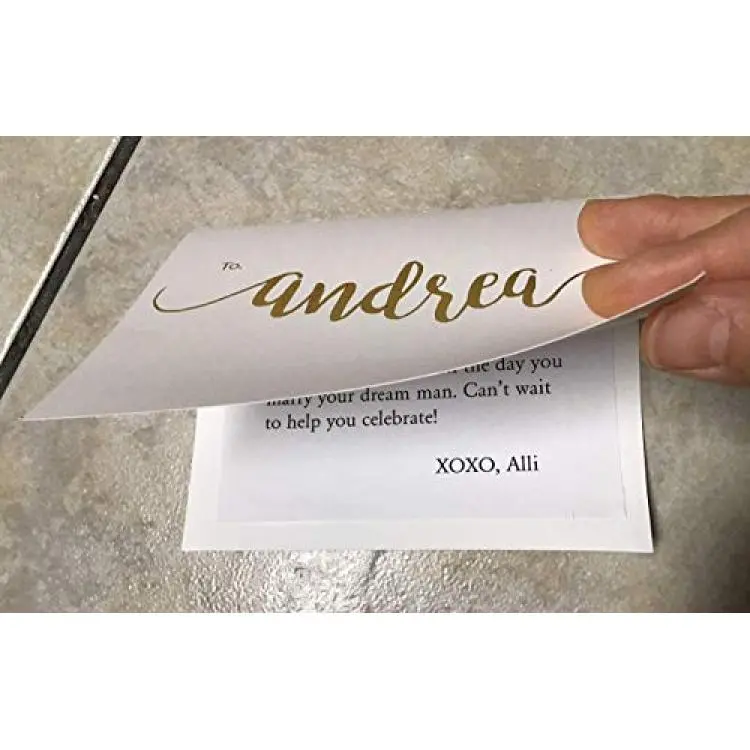 To:
andrea
the day you
marry your dream man. Can't wait
to help you celebrate!
XOXO, Alli